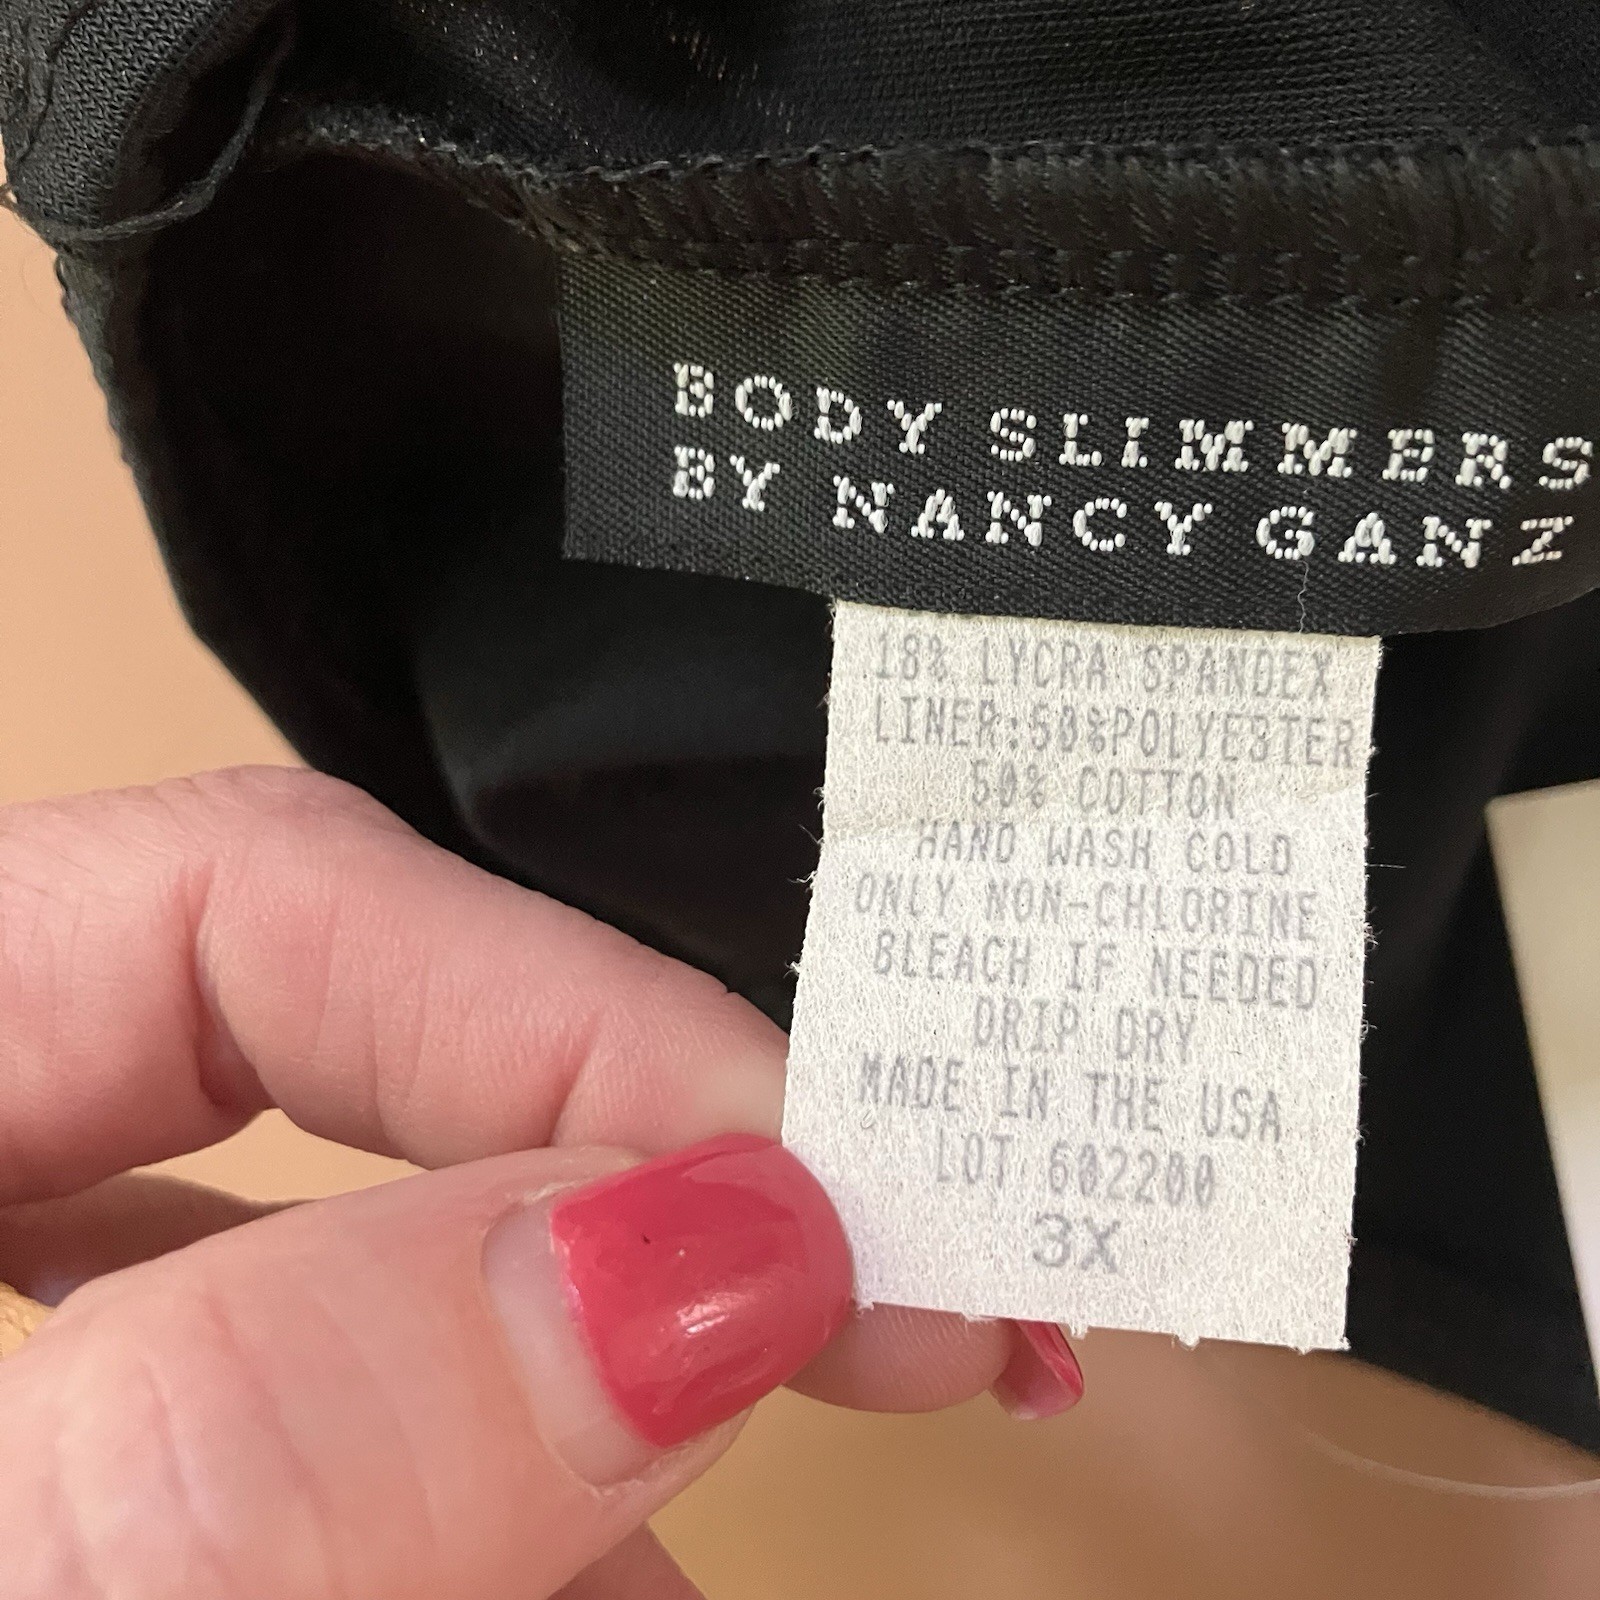 BODY SLIMMERS
BY NANCY GANZ
18% LYCRA SPANDEX
LINER:50%POLYESTER
50% COTTON
HAND WASH COLD
ONLY NON-CHLORINE
BLEACH IF NEEDED
DRIP DRY
MADE IN THE USA
LOT 602200
3X